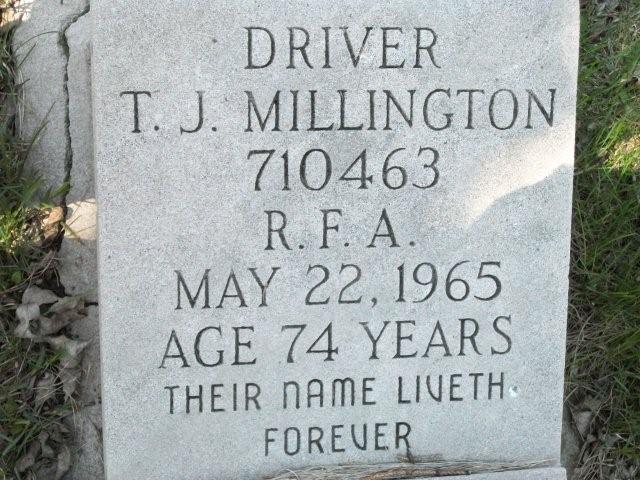 DRIVER
T. J. MILLINGTON
710463
R. F. A.
MAY 22, 1965
AGE 74 YEARS
THEIR NAME LIVETH
FOREVER